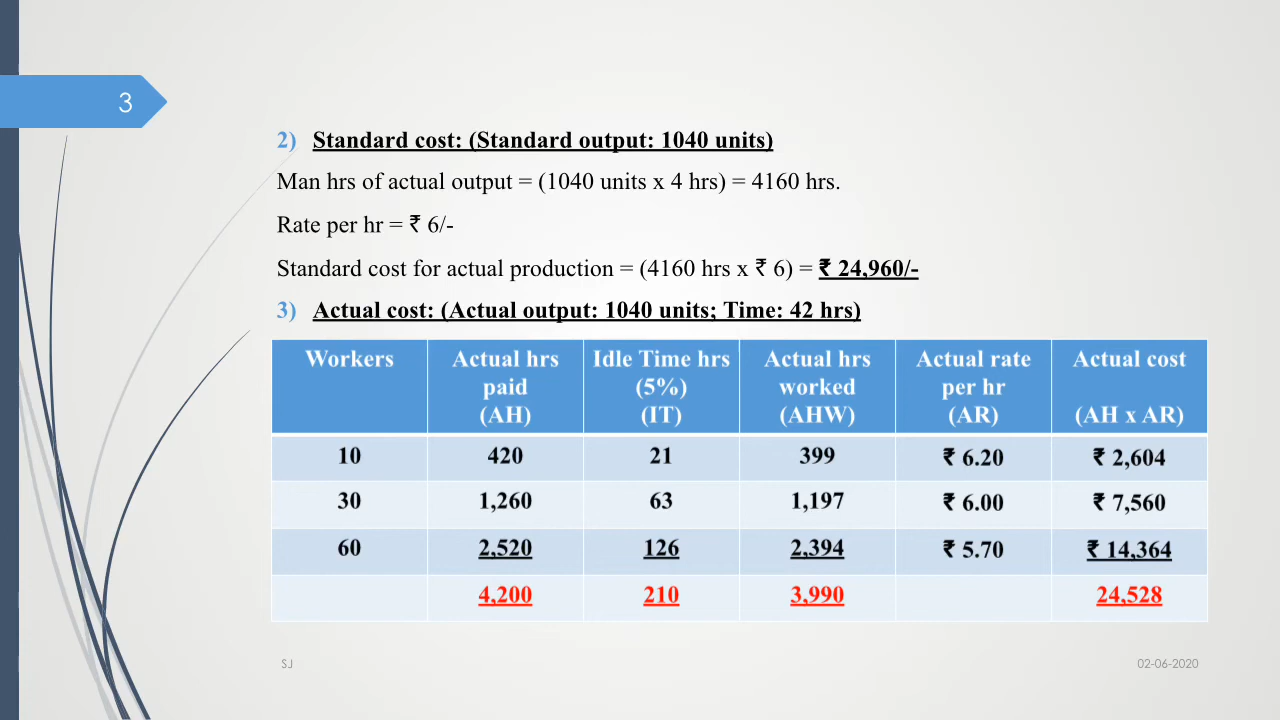 3
2) Standard cost: (Standard output: 1040 units)
Man hrs of actual output = (1040 units x 4 hrs) = 4160 hrs.
Rate per hr = ₹ 6/-
Standard cost for actual production = (4160 hrs x ₹ 6) = ₹ 24,960/-
3) Actual cost: (Actual output: 1040 units; Time: 42 hrs)
Workers Actual hrs paid (AH) Idle Time hrs (5%) (IT) Actual hrs worked (AHW) Actual rate per hr (AR) Actual cost (AH x AR)
10 420 21 399 ₹ 6.20 ₹ 2,604
30 1,260 63 1,197 ₹ 6.00 ₹ 7,560
60 2,520 126 2,394 ₹ 5.70 ₹ 14,364
4,200 210 3,990 24,528
SJ 02-06-2020